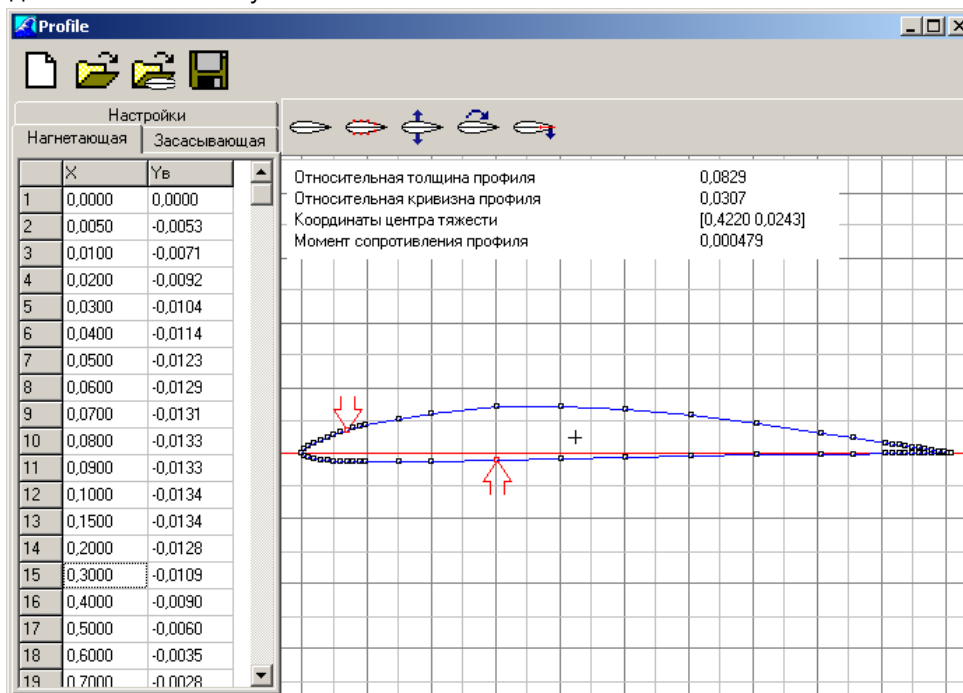 Profile
Настройки
Нагнетающая Засасывающая
X Yв
1 0,0000 0,0000
2 0,0050 -0,0053
3 0,0100 -0,0071
4 0,0200 -0,0092
5 0,0300 -0,0104
6 0,0400 -0,0114
7 0,0500 -0,0123
8 0,0600 -0,0129
9 0,0700 -0,0131
10 0,0800 -0,0133
11 0,0900 -0,0133
12 0,1000 -0,0134
13 0,1500 -0,0134
14 0,2000 -0,0128
15 0,3000 -0,0109
16 0,4000 -0,0090
17 0,5000 -0,0060
18 0,6000 -0,0035
19 0,7000 -0,0028
Относительная толщина профиля 0,0829
Относительная кривизна профиля 0,0307
Координаты центра тяжести [0,4220 0,0243]
Момент сопротивления профиля 0,000479